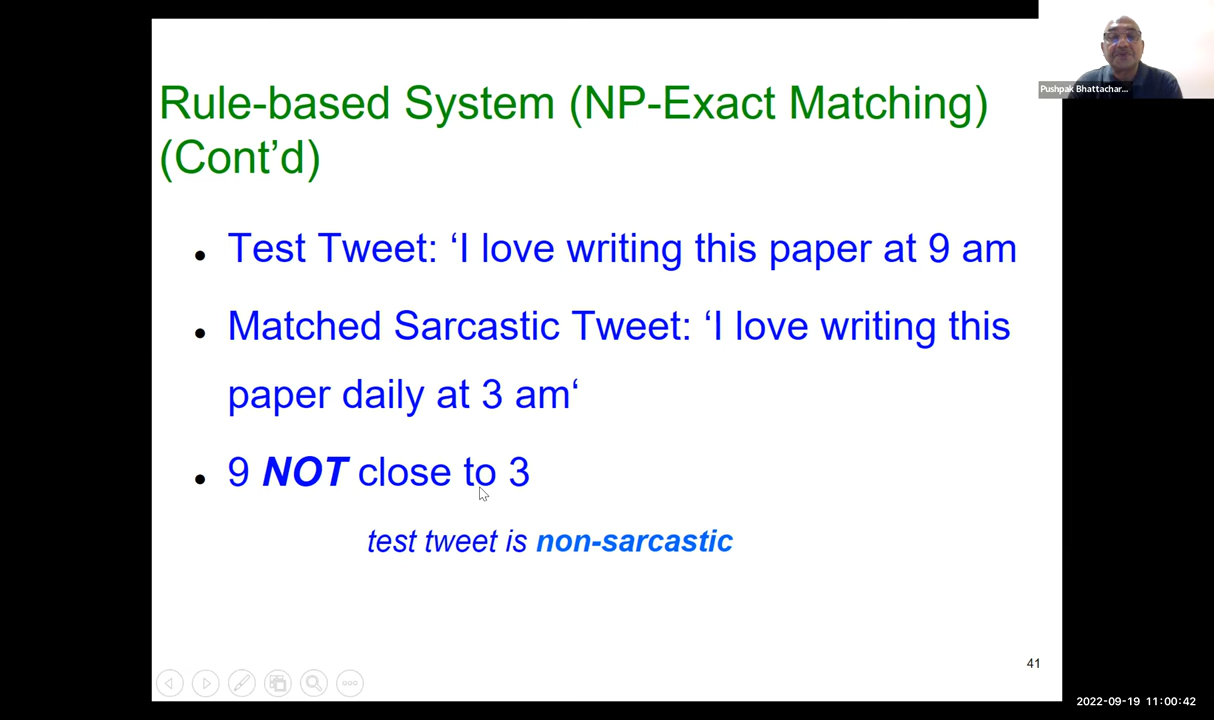 Pushpak Bhattachar...
Rule-based System (NP-Exact Matching)
(Cont’d)
• Test Tweet: ‘I love writing this paper at 9 am
• Matched Sarcastic Tweet: ‘I love writing this
paper daily at 3 am‘
• 9 NOT close to 3
test tweet is non-sarcastic
41
2022-09-19 11:00:42